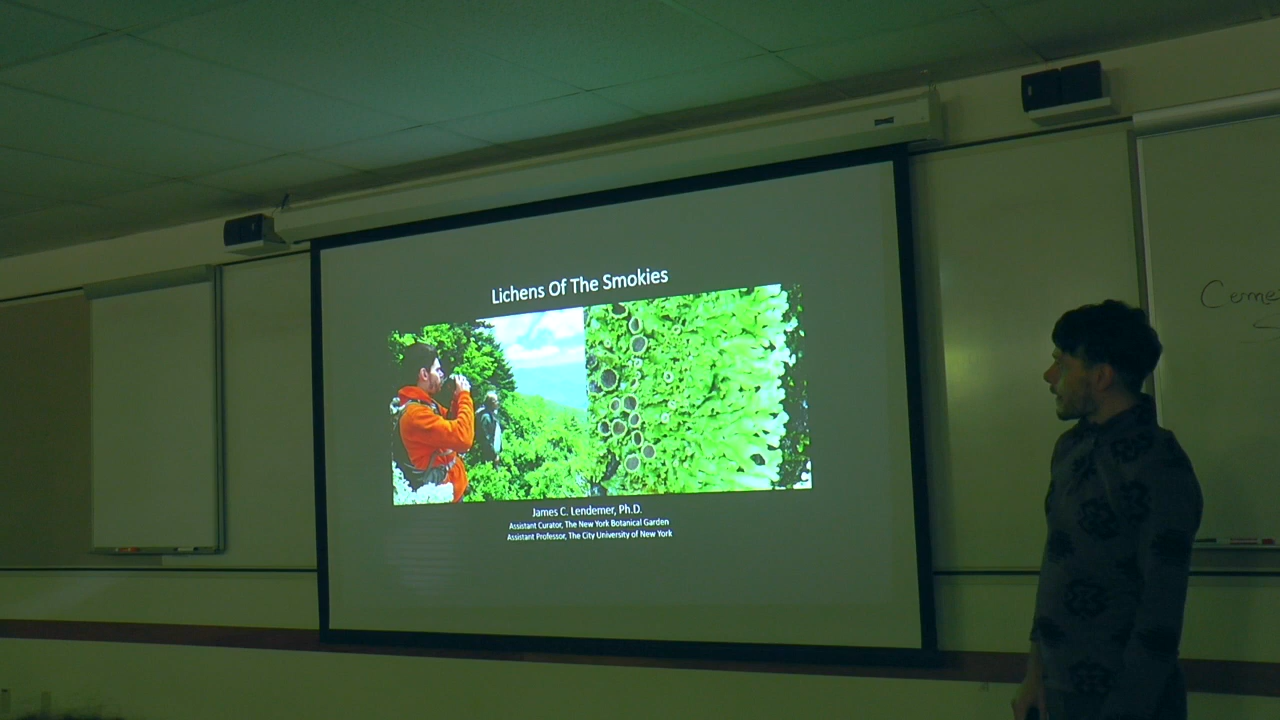 Lichens Of The Smokies
James C. Lendemer, Ph.D.
Assistant Curator, The New York Botanical Garden
Assistant Professor, The City University of New York